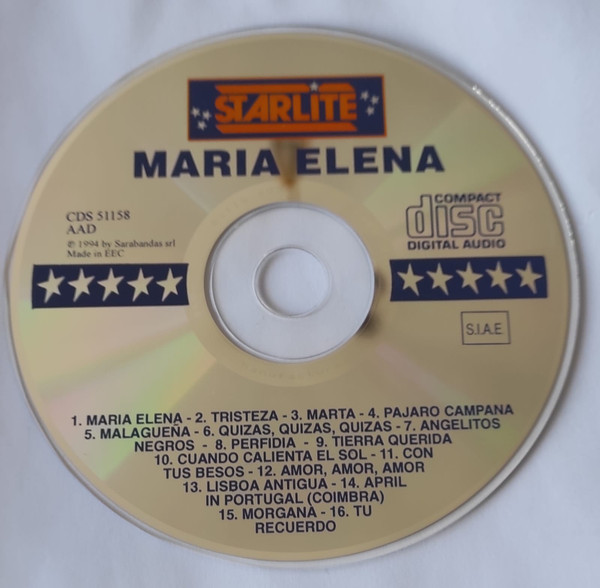 STARLITE
MARIA ELENA
CDS 51158
AAD
℗ 1994 by Sarabandas srl
Made in EEC
COMPACT
disc
DIGITAL AUDIO
S.I.A.E.
1. MARIA ELENA - 2. TRISTEZA - 3. MARTA - 4. PAJARO CAMPANA
5. MALAGUEÑA - 6. QUIZAS, QUIZAS, QUIZAS - 7. ANGELITOS
NEGROS - 8. PERFIDIA - 9. TIERRA QUERIDA
10. CUANDO CALIENTA EL SOL - 11. CON
TUS BESOS - 12. AMOR, AMOR, AMOR
13. LISBOA ANTIGUA - 14. APRIL
IN PORTUGAL (COIMBRA)
15. MORGANÀ - 16. TU
RECUERDO